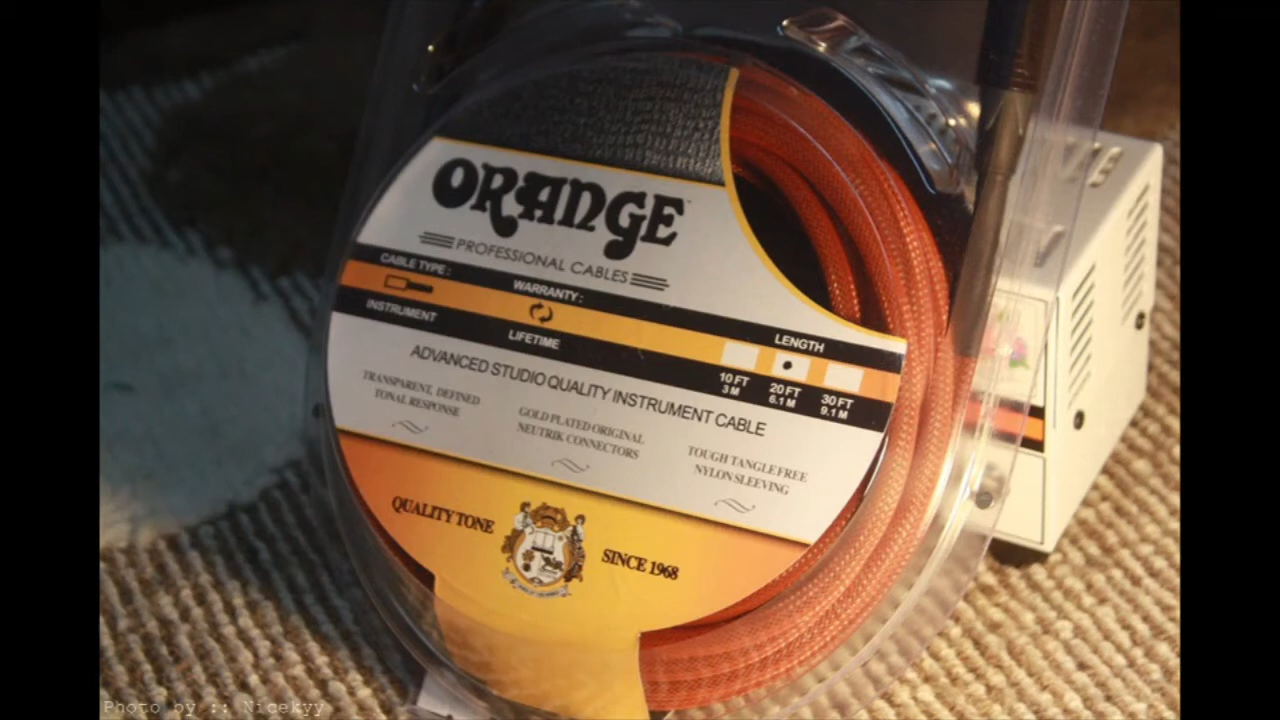 ORANGE™
PROFESSIONAL CABLES
CABLE TYPE :
WARRANTY :
LENGTH
INSTRUMENT
LIFETIME
10 FT
3 M
20 FT
6.1 M
30 FT
9.1 M
ADVANCED STUDIO QUALITY INSTRUMENT CABLE
TRANSPARENT, DEFINED
TONAL RESPONSE
GOLD PLATED ORIGINAL
NEUTRIK CONNECTORS
TOUGH TANGLE FREE
NYLON SLEEVING
QUALITY TONE
SINCE 1968
Photo by :: Nicekyy